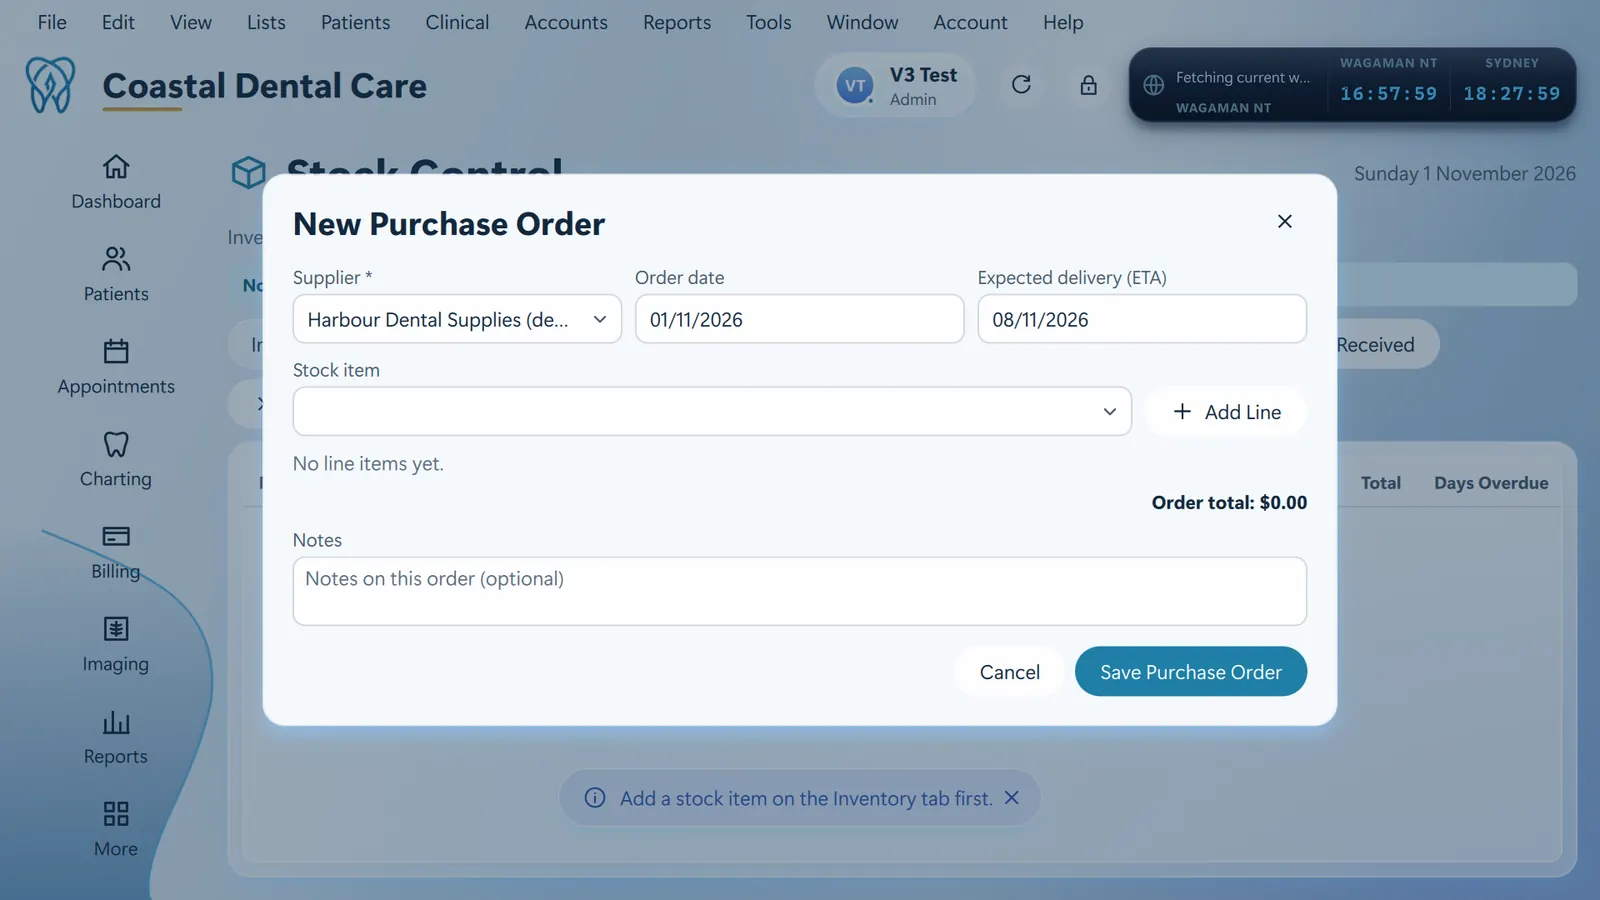 File Edit View Lists Patients Clinical Accounts Reports Tools Window Account Help
Coastal Dental Care
VT
V3 Test
Admin
Fetching current w...
WAGAMAN NT
WAGAMAN NT
16:57:59
SYDNEY
18:27:59
Dashboard
Patients
Appointments
Charting
Billing
Imaging
Reports
More
Stock Control
Sunday 1 November 2026
New Purchase Order
Supplier *
Order date
Expected delivery (ETA)
Harbour Dental Supplies (de...
01/11/2026
08/11/2026
Stock item
Add Line
No line items yet.
Order total: $0.00
Notes
Notes on this order (optional)
Cancel
Save Purchase Order
Received
Total
Days Overdue
Add a stock item on the Inventory tab first.